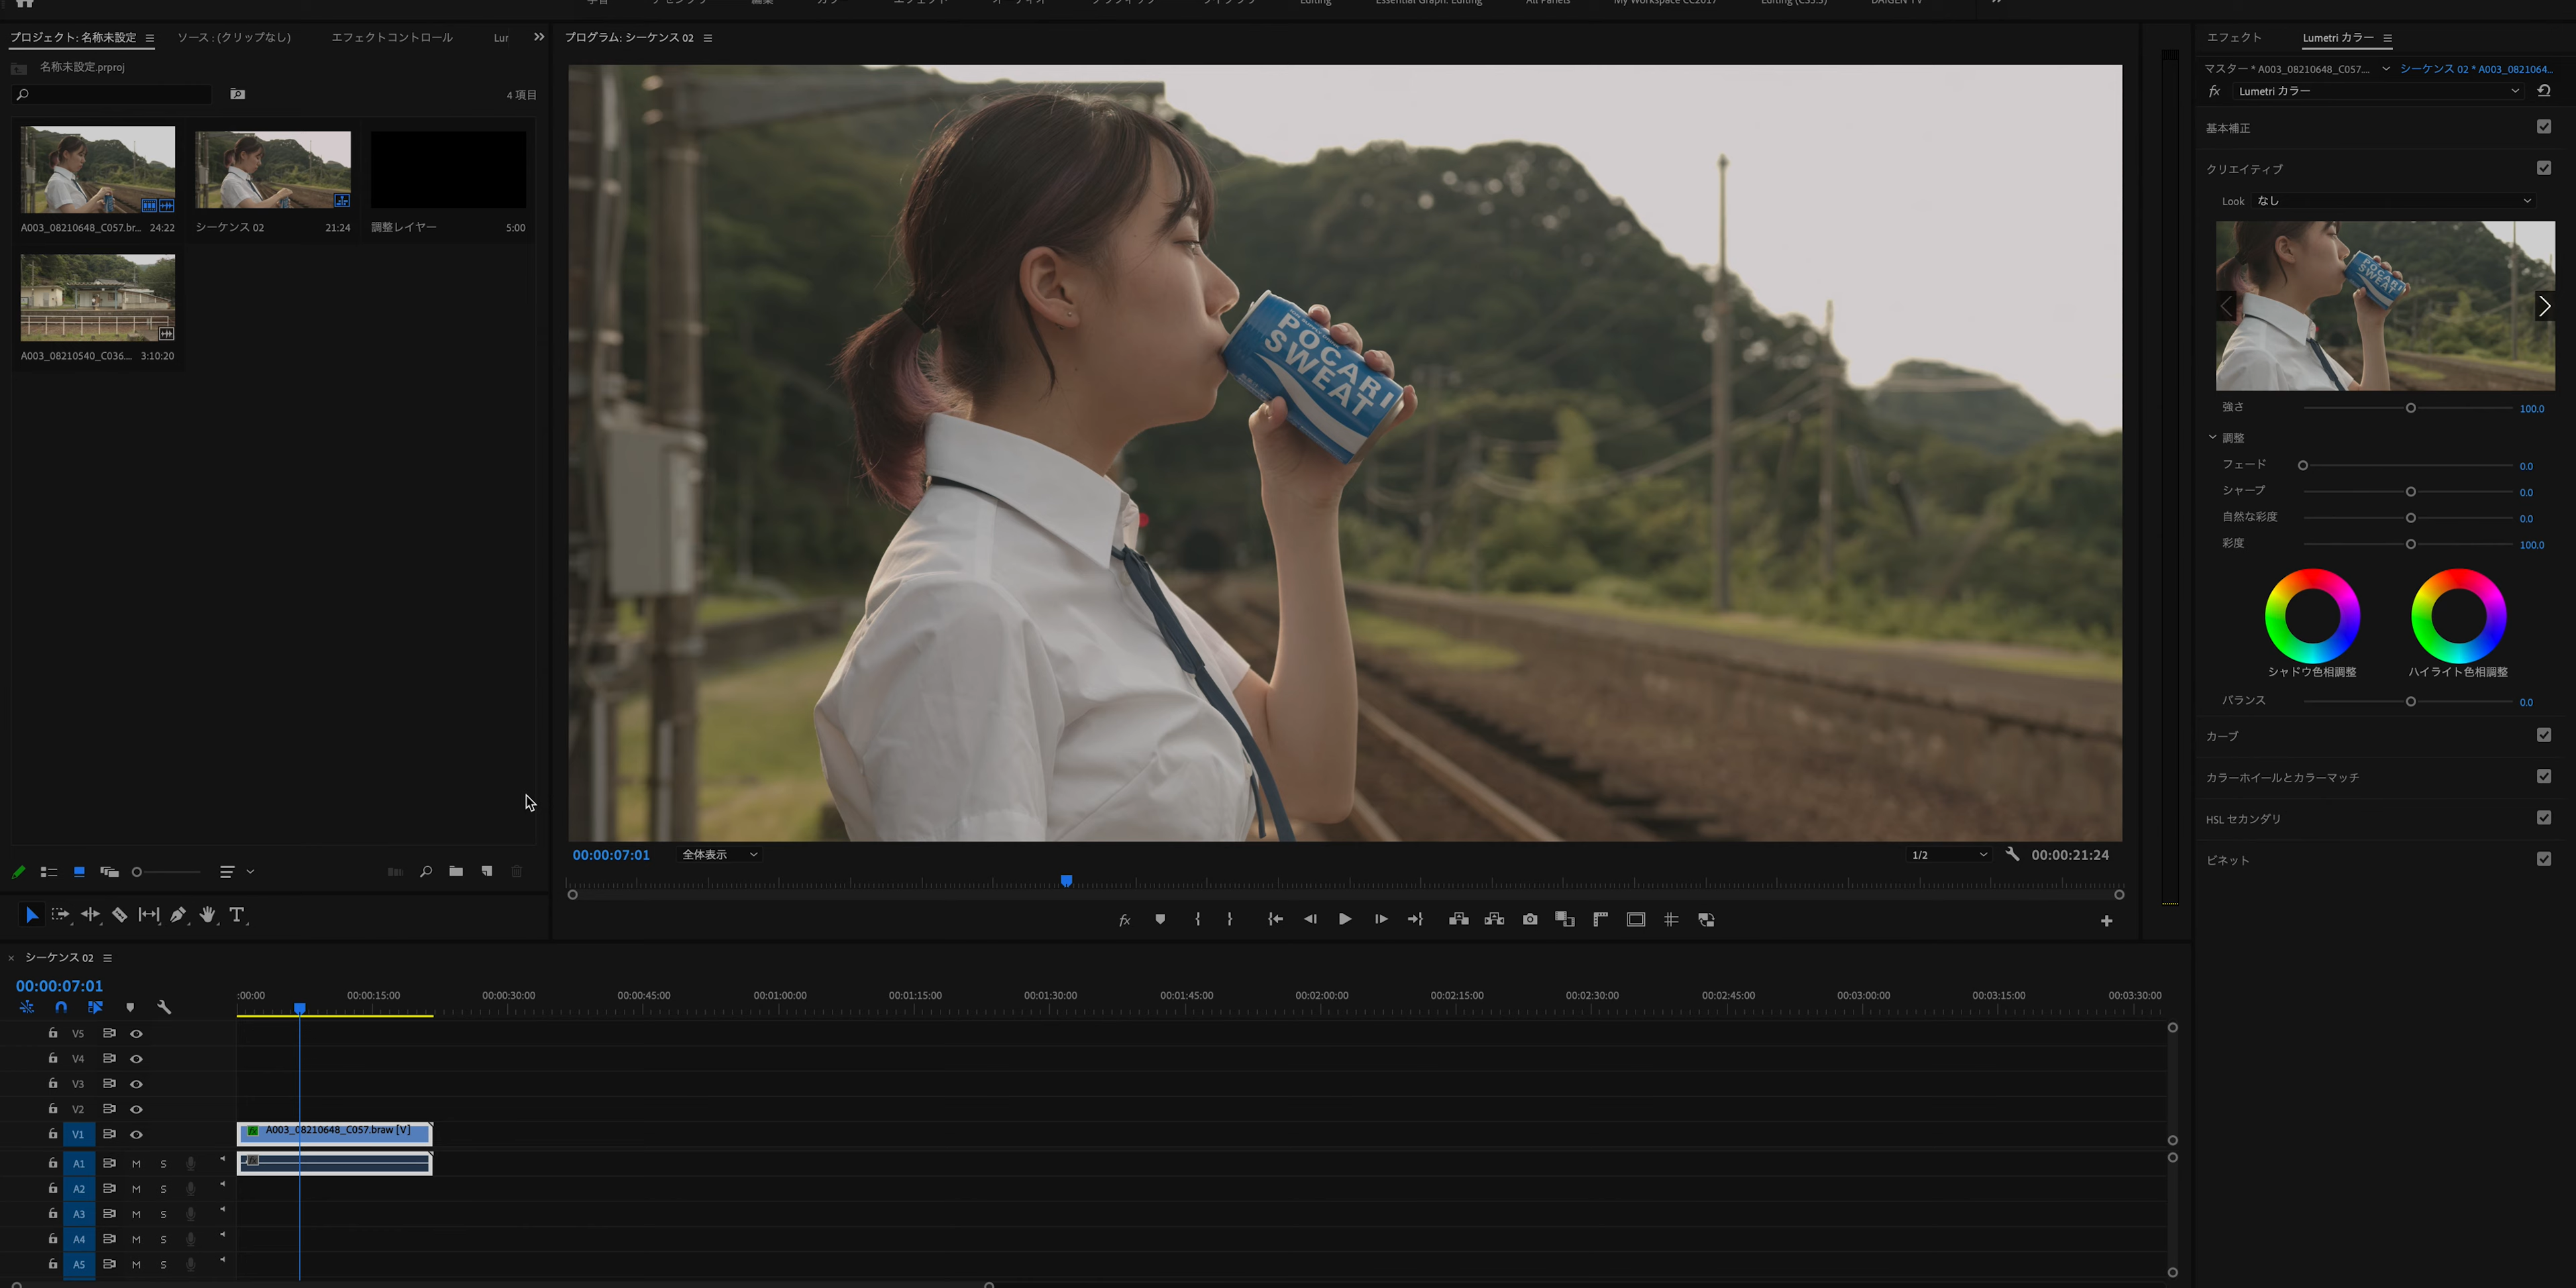 Editing
All Panels
My Workspace CC2017
Editing (CS5.5)
DAIGEN TV
プロジェクト: 名称未設定
ソース : (クリップなし)
エフェクトコントロール
Lur
プログラム: シーケンス 02
エフェクト
Lumetri カラー
名称未設定.prproj
マスター * A003_08210648_C057....
シーケンス 02 * A003_0821064...
fx
Lumetri カラー
4 項目
基本補正
クリエイティブ
Look
なし
A003_08210648_C057.br...
24:22
シーケンス 02
21:24
調整レイヤー
5:00
A003_08210540_C036....
3:10:20
POCARI
SWEAT
POCARI
SWEAT
強さ
100.0
調整
フェード
0.0
シャープ
0.0
自然な彩度
0.0
彩度
100.0
シャドウ色相調整
ハイライト色相調整
バランス
0.0
カーブ
カラーホイールとカラーマッチ
HSL セカンダリ
ビネット
00:00:07:01
全体表示
1/2
00:00:21:24
fx
シーケンス 02
00:00:07:01
:00:00
00:00:15:00
00:00:30:00
00:00:45:00
00:01:00:00
00:01:15:00
00:01:30:00
00:01:45:00
00:02:00:00
00:02:15:00
00:02:30:00
00:02:45:00
00:03:00:00
00:03:15:00
00:03:30:00
V5
V4
V3
V2
V1
A003_08210648_C057.braw [V]
A1
M
S
A2
M
S
A3
M
S
A4
M
S
A5
M
S